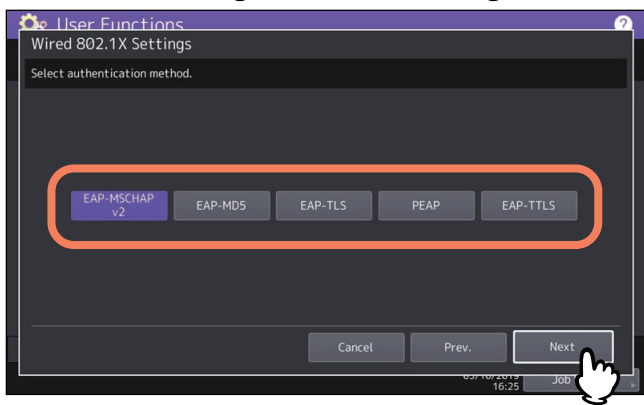 User Functions
?
Wired 802.1X Settings
Select authentication method.
EAP-MSCHAP
v2
EAP-MD5
EAP-TLS
PEAP
EAP-TTLS
Cancel
Prev.
Next
16:25
Job